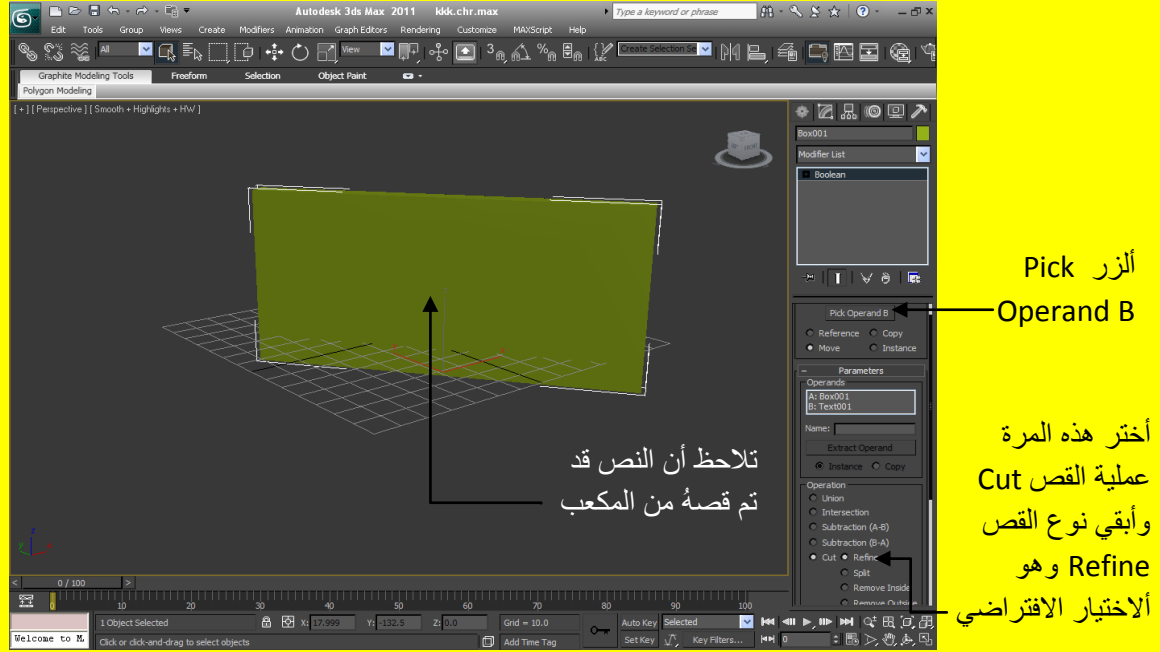 Autodesk 3ds Max 2011 kkk.chr.max Type a keyword or phrase
Edit Tools Group Views Create Modifiers Animation Graph Editors Rendering Customize MAXScript Help
All View Create Selection Se
Graphite Modeling Tools Freeform Selection Object Paint
Polygon Modeling
[ + ] [ Perspective ] [ Smooth + Highlights + HW ]
Box001
Modifier List
Boolean
Pick Operand B
Reference Copy
Move Instance
Parameters
Operands
A: Box001
B: Text001
Name:
Extract Operand
Instance Copy
Operation
Union
Intersection
Subtraction (A-B)
Subtraction (B-A)
Cut Refine
Split
Remove Inside
Remove Outside
ألزر Pick
Operand B
أختر هذه المرة
عملية القص Cut
وأبقي نوع القص
Refine وهو
ألاختيار الافتراضي
تلاحظ أن النص قد
تم قصهُ من المكعب
z
0 / 100
0 10 20 30 40 50 60 70 80 90 100
1 Object Selected X: 17.999 Y: -132.5 Z: 0.0 Grid = 10.0 Auto Key Selected
Welcome to M. Click or click-and-drag to select objects Add Time Tag Set Key Key Filters... 0